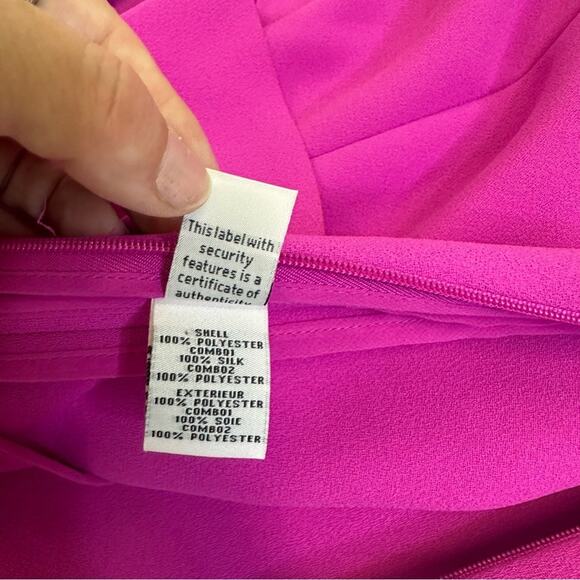 This label with
security
features is a
certificate of
authenticity
SHELL
100% POLYESTER
COMBO1
100% SILK
COMBO2
100% POLYESTER
EXTERIEUR
100% POLYESTER
COMBO1
100% SOIE
COMBO2
100% POLYESTER